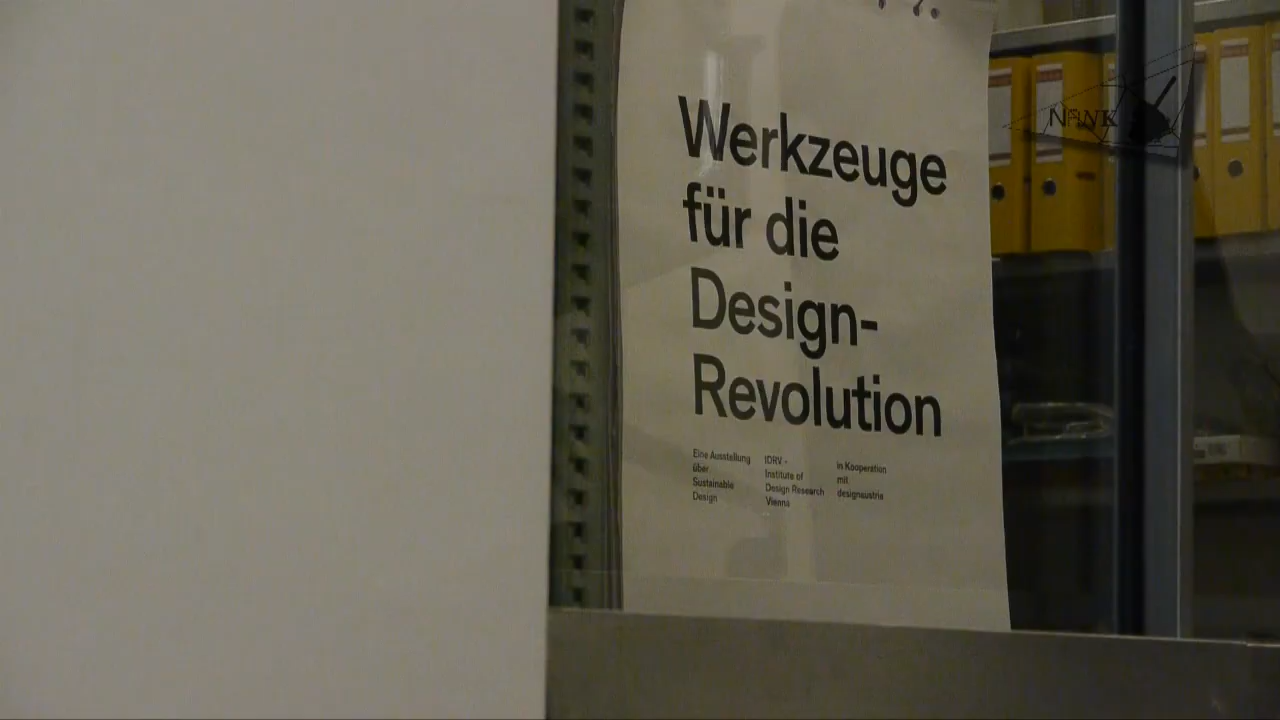 Werkzeuge
für die
Design-
Revolution
Eine Ausstellung
über
Sustainable
Design
IDRV -
Institute of
Design Research
Vienna
in Kooperation
mit
designaustria